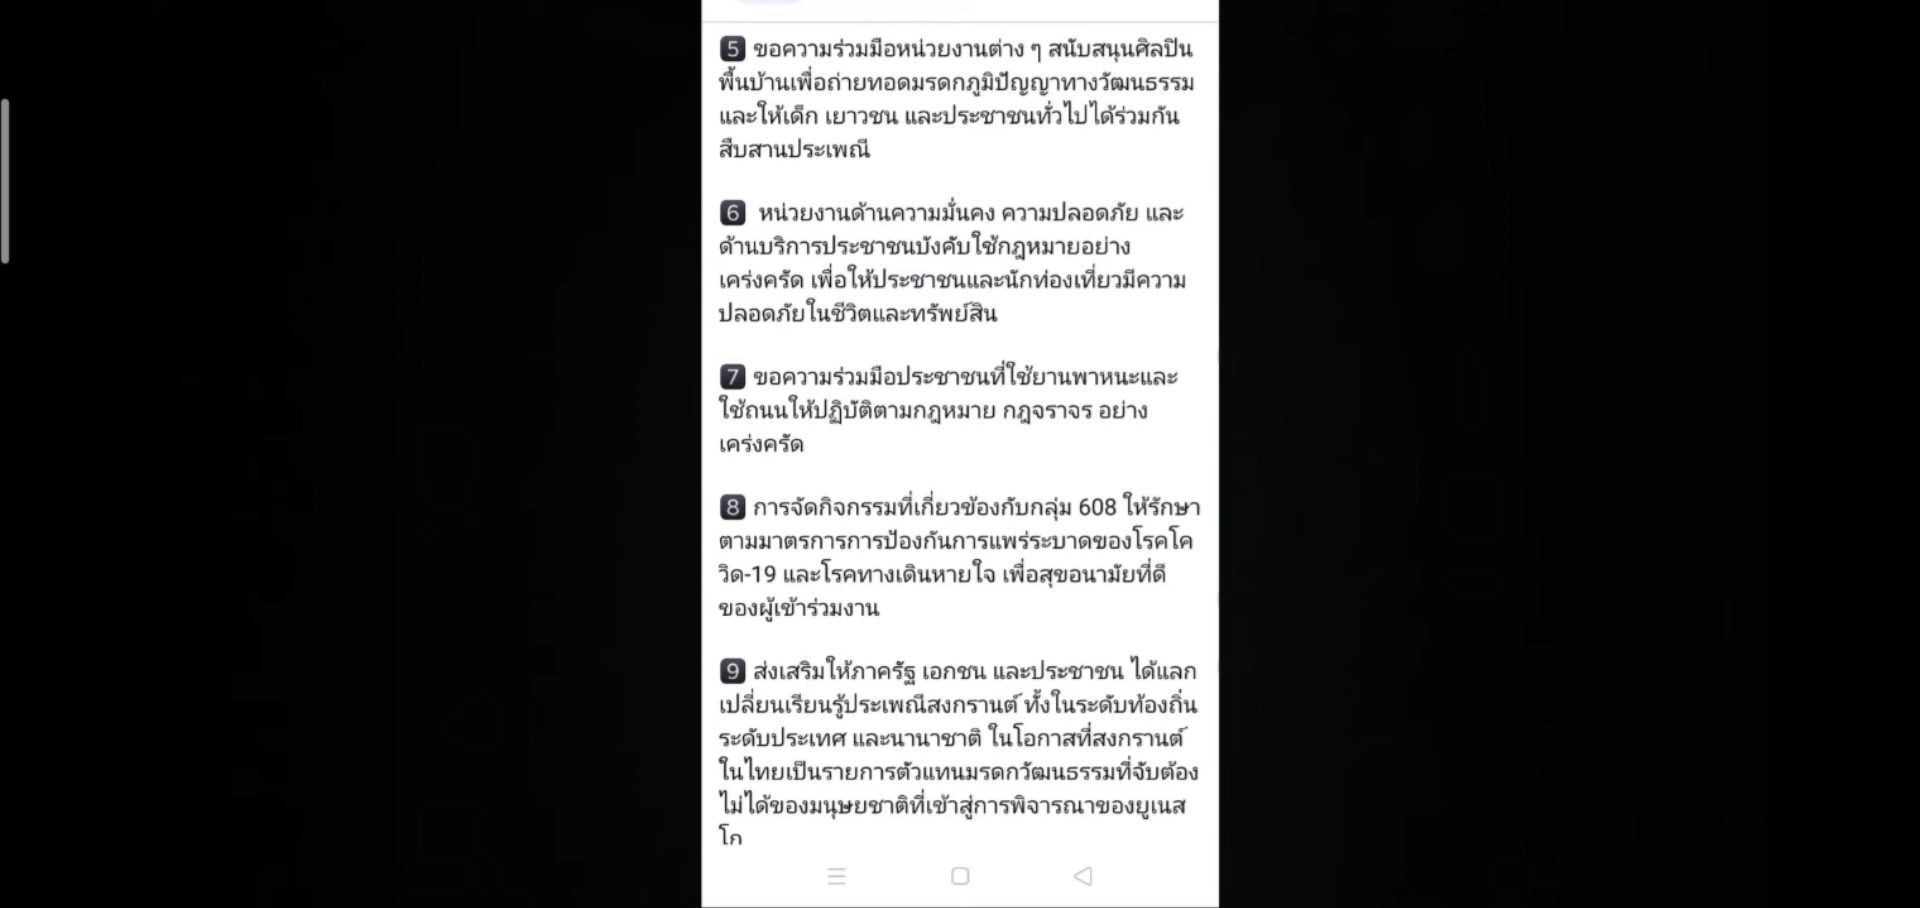 5 ขอความร่วมมือหน่วยงานต่าง ๆ สนับสนุนศิลปิน
พื้นบ้านเพื่อถ่ายทอดมรดกภูมิปัญญาทางวัฒนธรรม
และให้เด็ก เยาวชน และประชาชนทั่วไปได้ร่วมกัน
สืบสานประเพณี
6 หน่วยงานด้านความมั่นคง ความปลอดภัย และ
ด้านบริการประชาชนบังคับใช้กฎหมายอย่าง
เคร่งครัด เพื่อให้ประชาชนและนักท่องเที่ยวมีความ
ปลอดภัยในชีวิตและทรัพย์สิน
7 ขอความร่วมมือประชาชนที่ใช้ยานพาหนะและ
ใช้ถนนให้ปฏิบัติตามกฎหมาย กฎจราจร อย่าง
เคร่งครัด
8 การจัดกิจกรรมที่เกี่ยวข้องกับกลุ่ม 608 ให้รักษา
ตามมาตรการการป้องกันการแพร่ระบาดของโรคโค
วิด-19 และโรคทางเดินหายใจ เพื่อสุขอนามัยที่ดี
ของผู้เข้าร่วมงาน
9 ส่งเสริมให้ภาครัฐ เอกชน และประชาชน ได้แลก
เปลี่ยนเรียนรู้ประเพณีสงกรานต์ ทั้งในระดับท้องถิ่น
ระดับประเทศ และนานาชาติ ในโอกาสที่สงกรานต์
ในไทยเป็นรายการตัวแทนมรดกวัฒนธรรมที่จับต้อง
ไม่ได้ของมนุษยชาติที่เข้าสู่การพิจารณาของยูเนส
โก